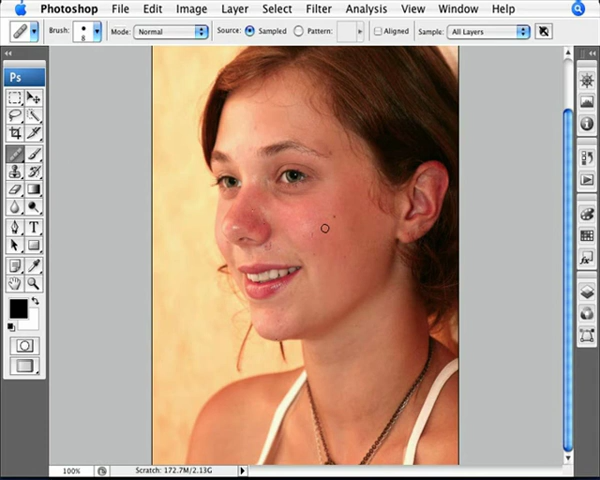 Photoshop File Edit Image Layer Select Filter Analysis View Window Help
Brush: 8 Mode: Normal Source: Sampled Pattern: Aligned Sample: All Layers
Ps
T
100% Scratch: 172.7M/2.13G